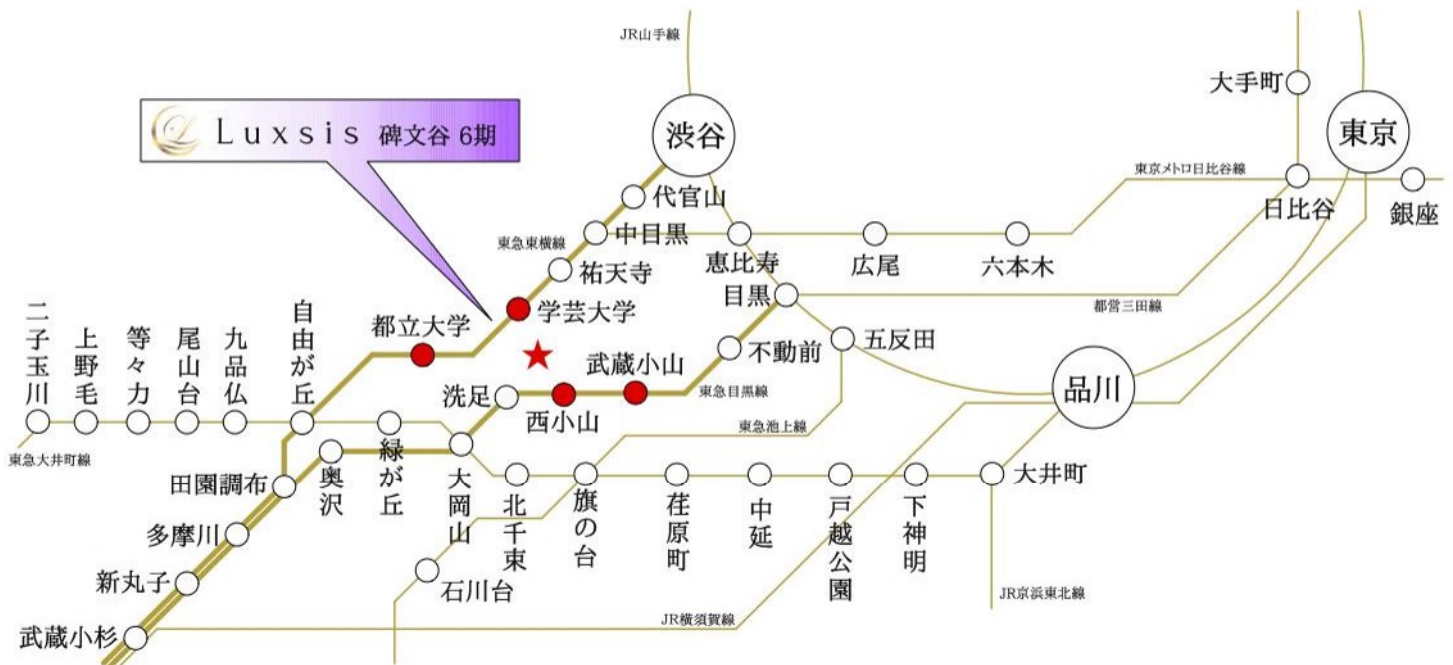 JR山手線
大手町
Luxsis 碑文谷 6期
渋谷
東京
東京メトロ日比谷線
代官山
日比谷
銀座
中目黒
東急東横線
恵比寿
広尾
六本木
祐天寺
目黒
都営三田線
学芸大学
都立大学
五反田
不動前
武蔵小山
二子玉川
上野毛
等々力
尾山台
九品仏
自由が丘
洗足
西小山
東急目黒線
品川
東急池上線
東急大井町線
緑が丘
奥沢
大岡山
北千束
旗の台
荏原町
中延
戸越公園
下神明
大井町
田園調布
多摩川
新丸子
石川台
JR京浜東北線
JR横須賀線
武蔵小杉